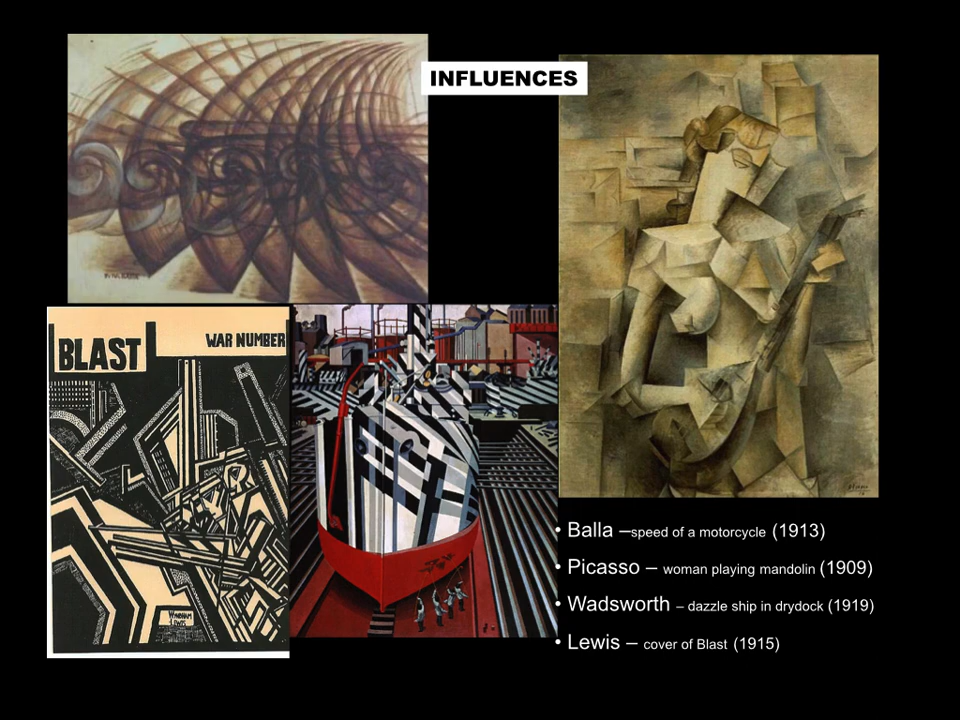 INFLUENCES
BLAST
WAR NUMBER
• Balla –speed of a motorcycle (1913)
• Picasso – woman playing mandolin (1909)
• Wadsworth – dazzle ship in drydock (1919)
• Lewis – cover of Blast (1915)